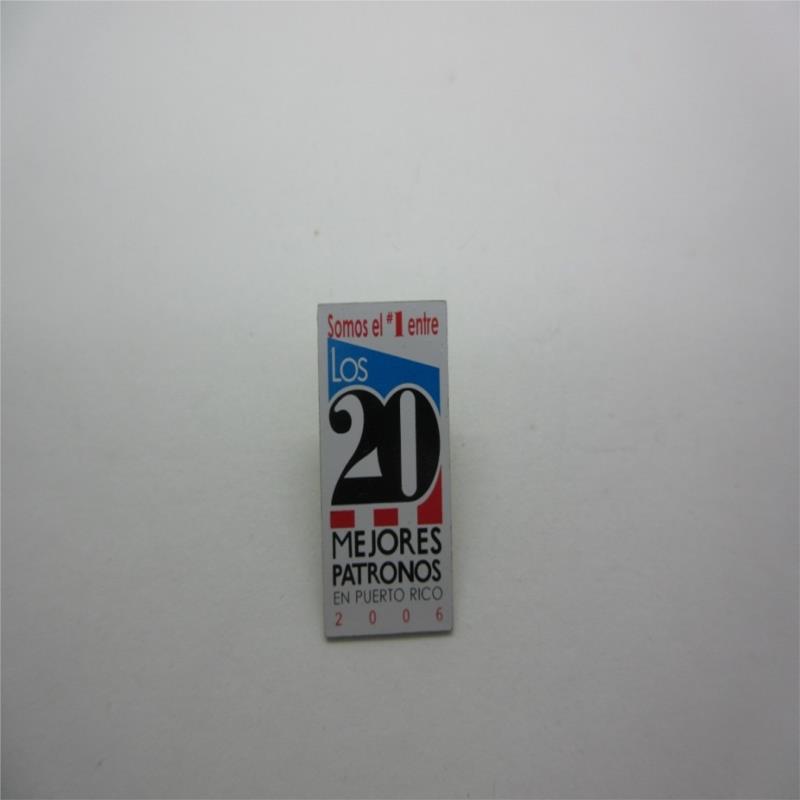 Somos el #1 entre
Los
20
MEJORES
PATRONOS
EN PUERTO RICO
2006